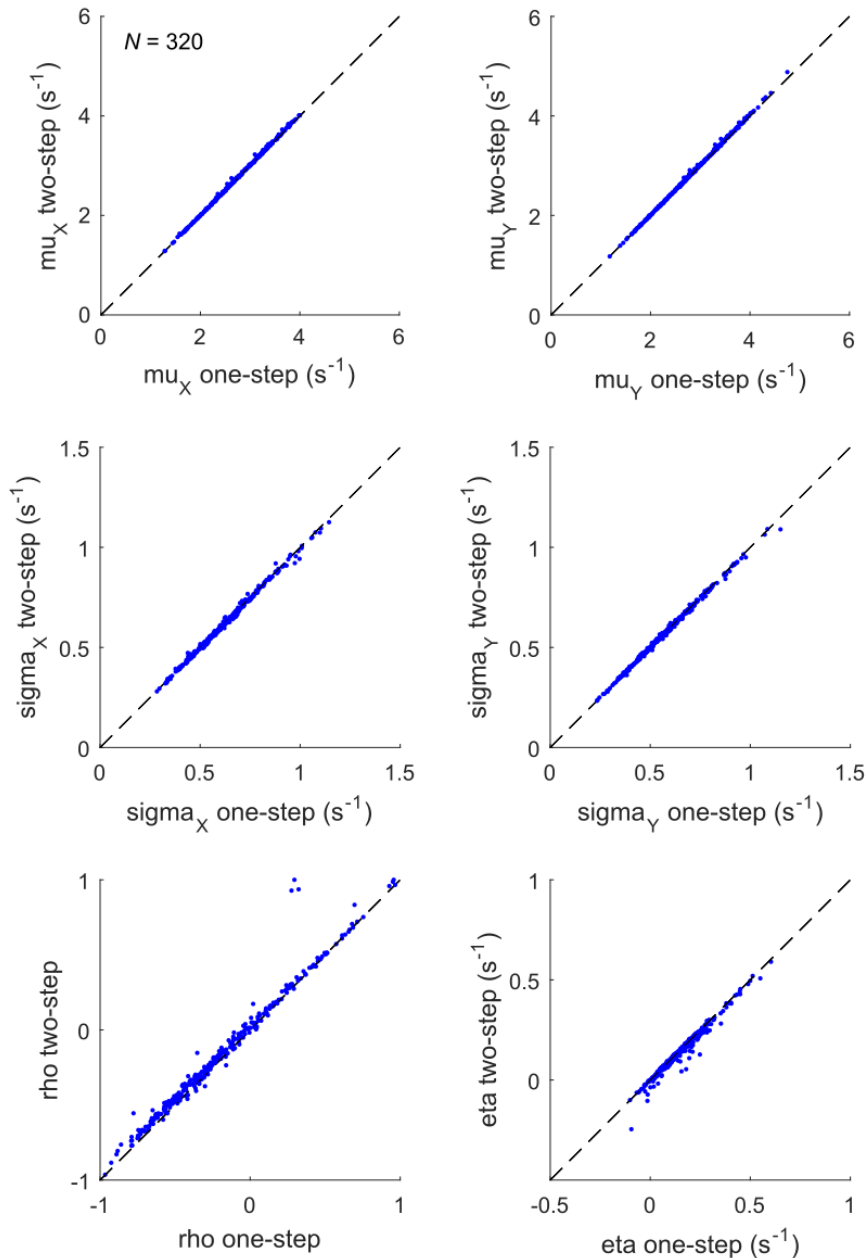 N = 320
6
4
2
0
mu_X two-step (s^-1)
0 2 4 6
mu_X one-step (s^-1)
6
4
2
0
mu_Y two-step (s^-1)
0 2 4 6
mu_Y one-step (s^-1)
1.5
1
0.5
0
sigma_X two-step (s^-1)
0 0.5 1 1.5
sigma_X one-step (s^-1)
1.5
1
0.5
0
sigma_Y two-step (s^-1)
0 0.5 1 1.5
sigma_Y one-step (s^-1)
1
0
-1
rho two-step
-1 0 1
rho one-step
1
0.5
0
eta two-step (s^-1)
-0.5 0 0.5 1
eta one-step (s^-1)